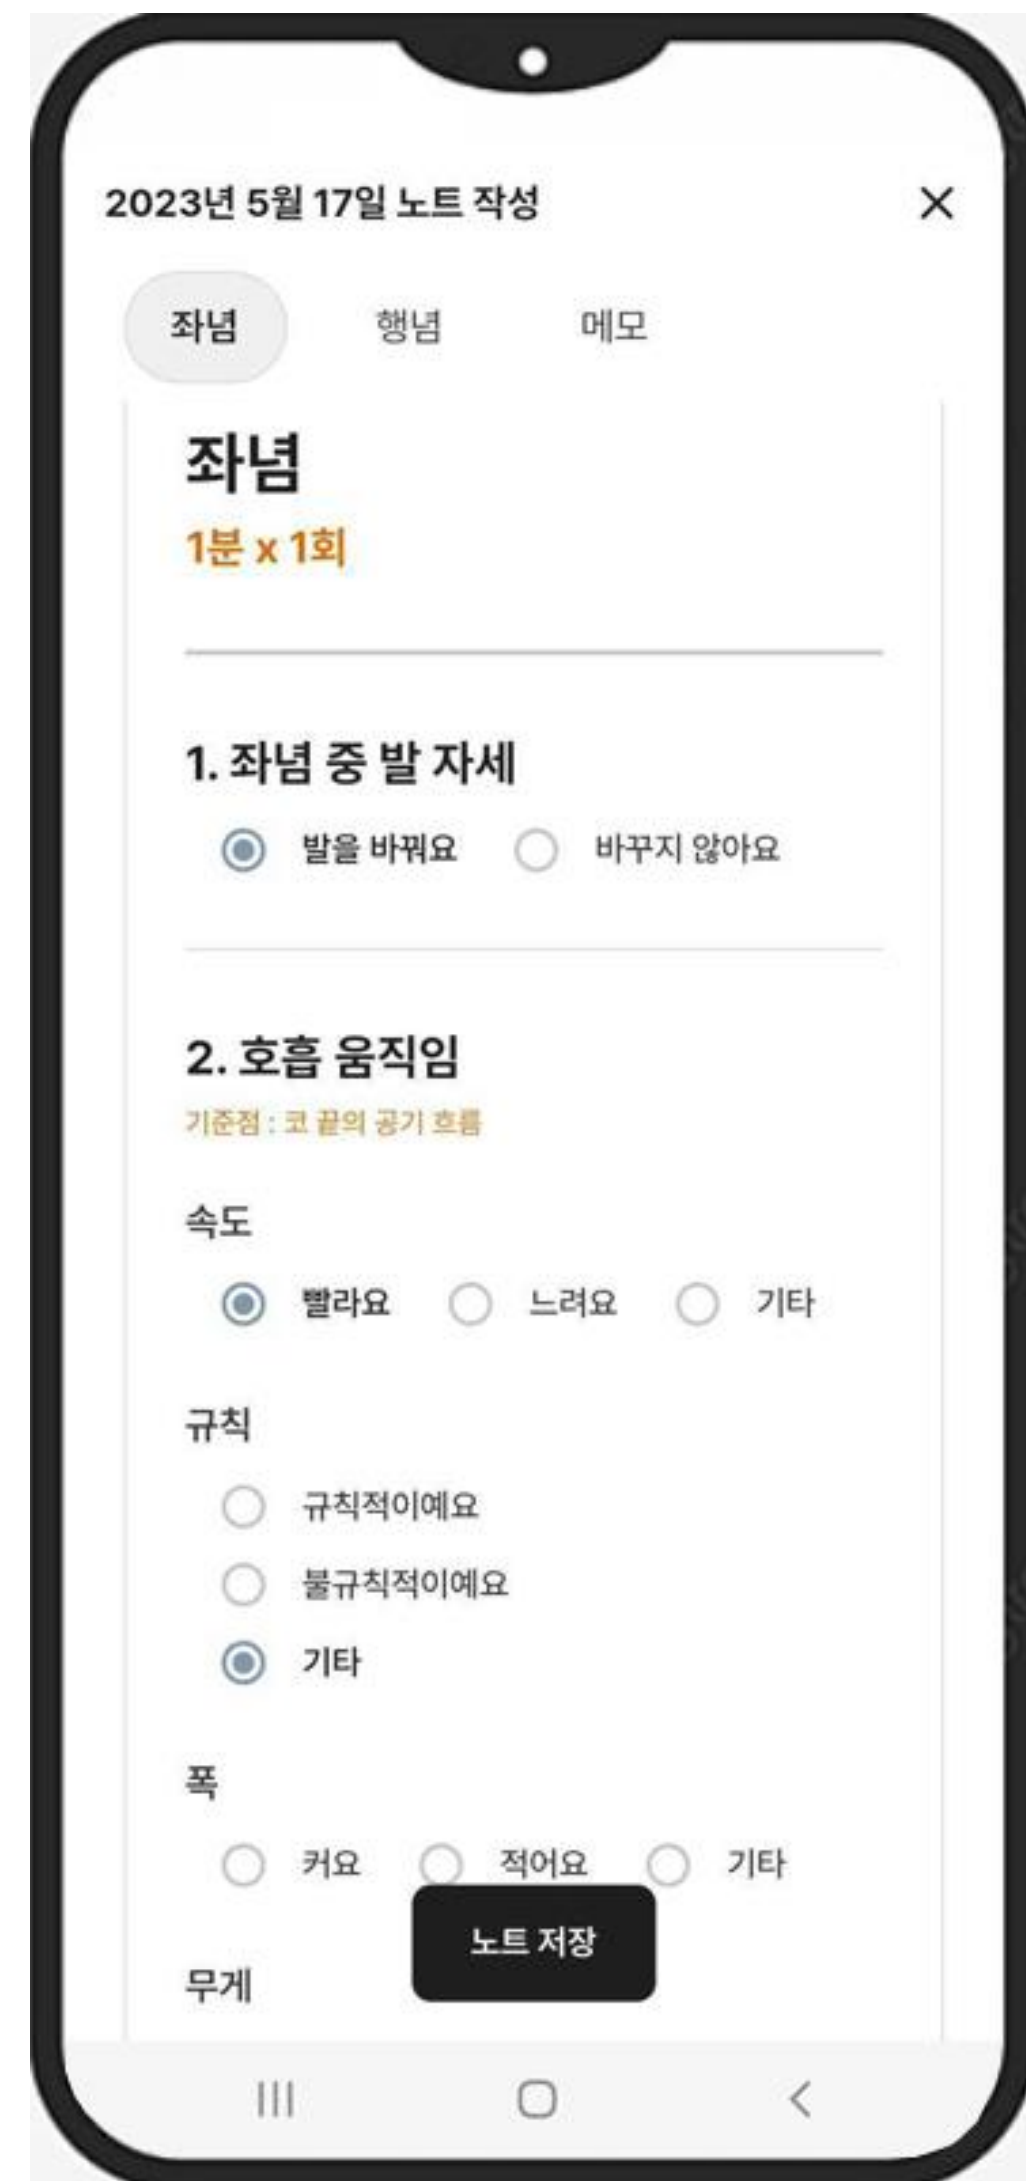 2023년 5월 17일 노트 작성
좌념 행념 메모
좌념
1분 x 1회
1. 좌념 중 발 자세
발을 바꿔요 바꾸지 않아요
2. 호흡 움직임
기준점 : 코 끝의 공기 흐름
속도
빨라요 느려요 기타
규칙
규칙적이예요
불규칙적이예요
기타
폭
커요 적어요 기타
노트 저장
무게